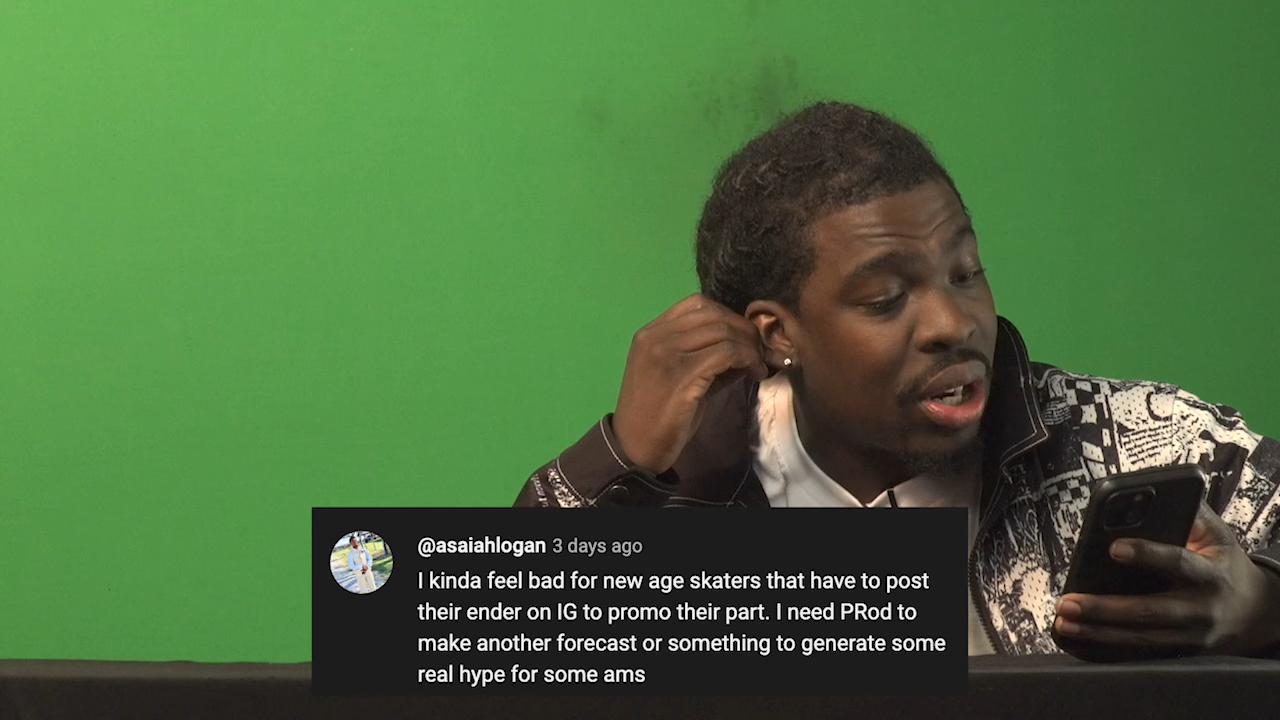 @asaiahlogan 3 days ago
I kinda feel bad for new age skaters that have to post
their ender on IG to promo their part. I need PRod to
make another forecast or something to generate some
real hype for some ams